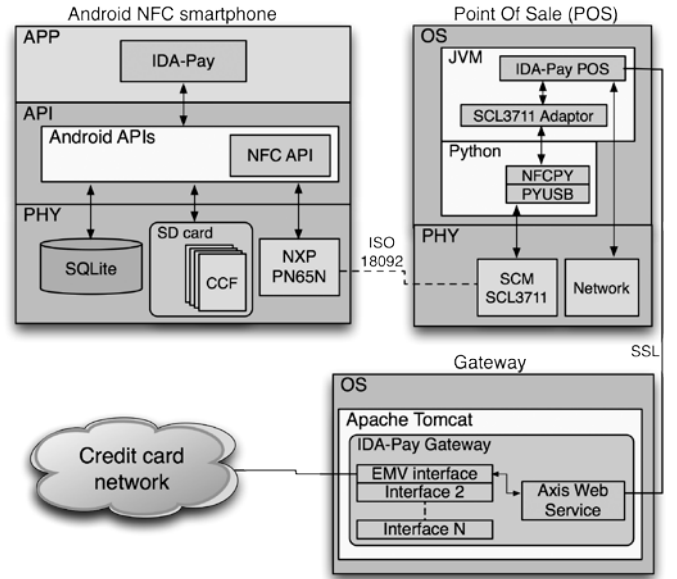 Android NFC smartphone
APP
IDA-Pay
API
Android APIs
NFC API
PHY
SQLite
SD card
CCF
NXP
PN65N
ISO
18092
Point Of Sale (POS)
OS
JVM
IDA-Pay POS
SCL3711 Adaptor
Python
NFCPY
PYUSB
PHY
SCM
SCL3711
Network
SSL
Gateway
OS
Apache Tomcat
IDA-Pay Gateway
EMV interface
Interface 2
Interface N
Axis Web
Service
Credit card
network